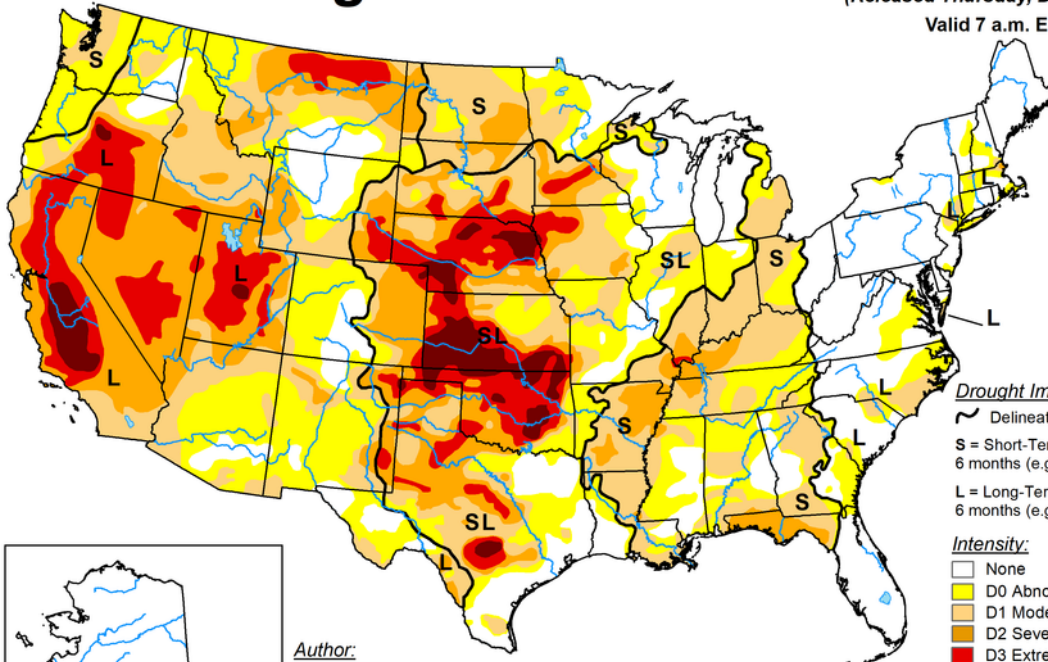 Valid 7 a.m. E
S
L
L
L
S
S
SL
SL
SL
L
S
S
S
L
L
L
L
L
Drought Im
Delineat
S = Short-Ter
6 months (e.g
L = Long-Ter
6 months (e.g
Intensity:
None
D0 Abno
D1 Mode
D2 Seve
D3 Extre
Author: